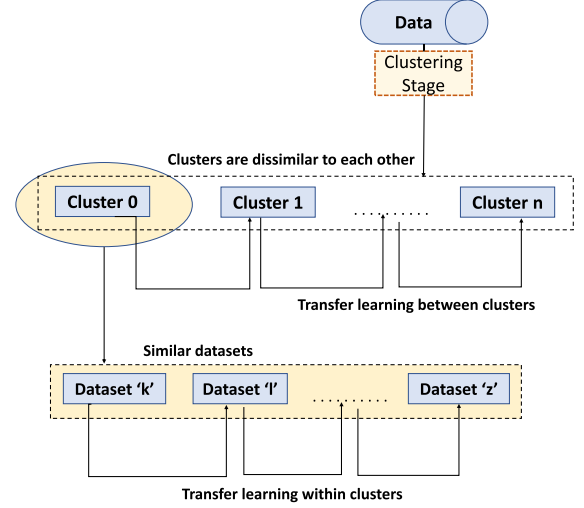 Data
Clustering
Stage
Clusters are dissimilar to each other
Cluster 0
Cluster 1
. . . . . . . . . .
Cluster n
Transfer learning between clusters
Similar datasets
Dataset ‘k’
Dataset ‘l’
. . . . . . . . . .
Dataset ‘z’
Transfer learning within clusters